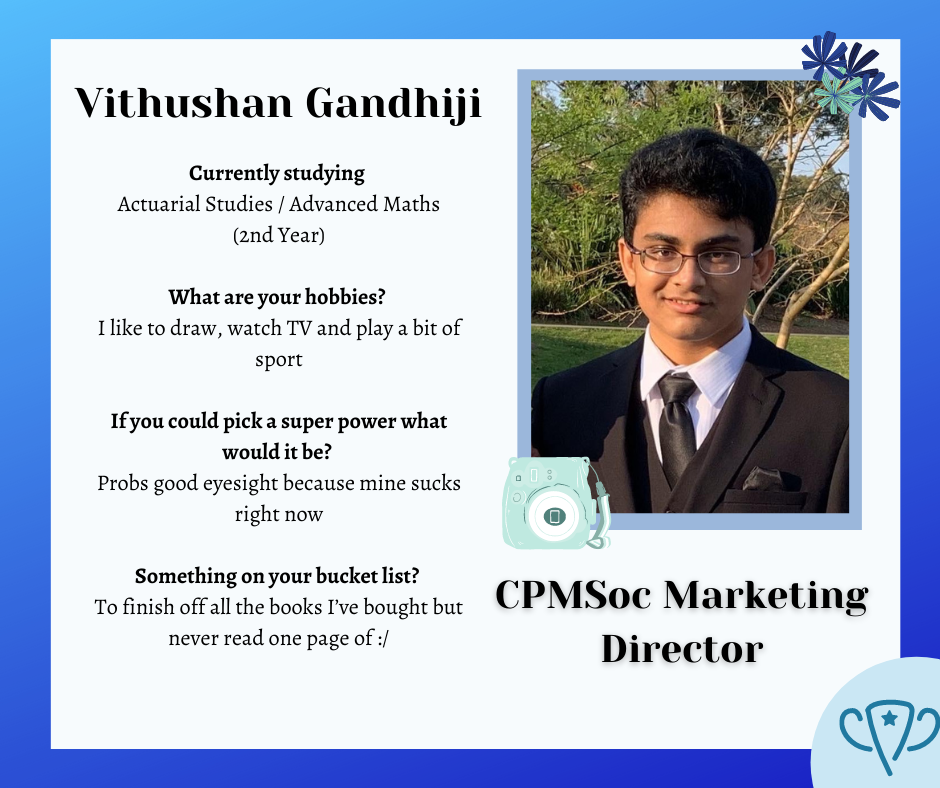 Vithushan Gandhiji
Currently studying
Actuarial Studies / Advanced Maths
(2nd Year)
What are your hobbies?
I like to draw, watch TV and play a bit of
sport
If you could pick a super power what
would it be?
Probs good eyesight because mine sucks
right now
Something on your bucket list?
To finish off all the books I’ve bought but
never read one page of :/
CPMSoc Marketing
Director